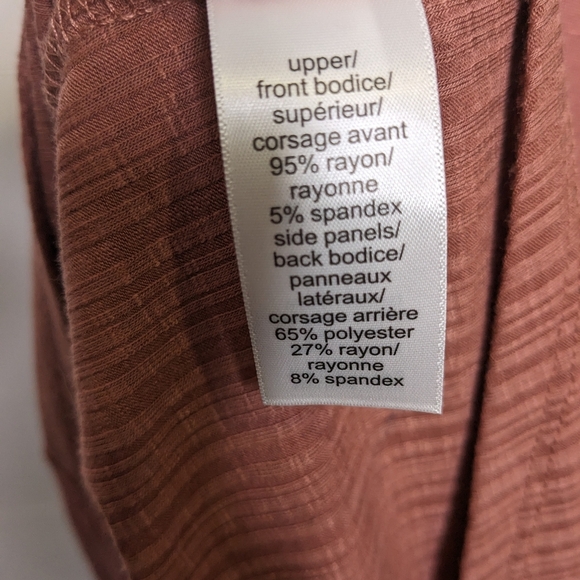 upper/
front bodice/
supérieur/
corsage avant
95% rayon/
rayonne
5% spandex
side panels/
back bodice/
panneaux
latéraux/
corsage arrière
65% polyester
27% rayon/
rayonne
8% spandex